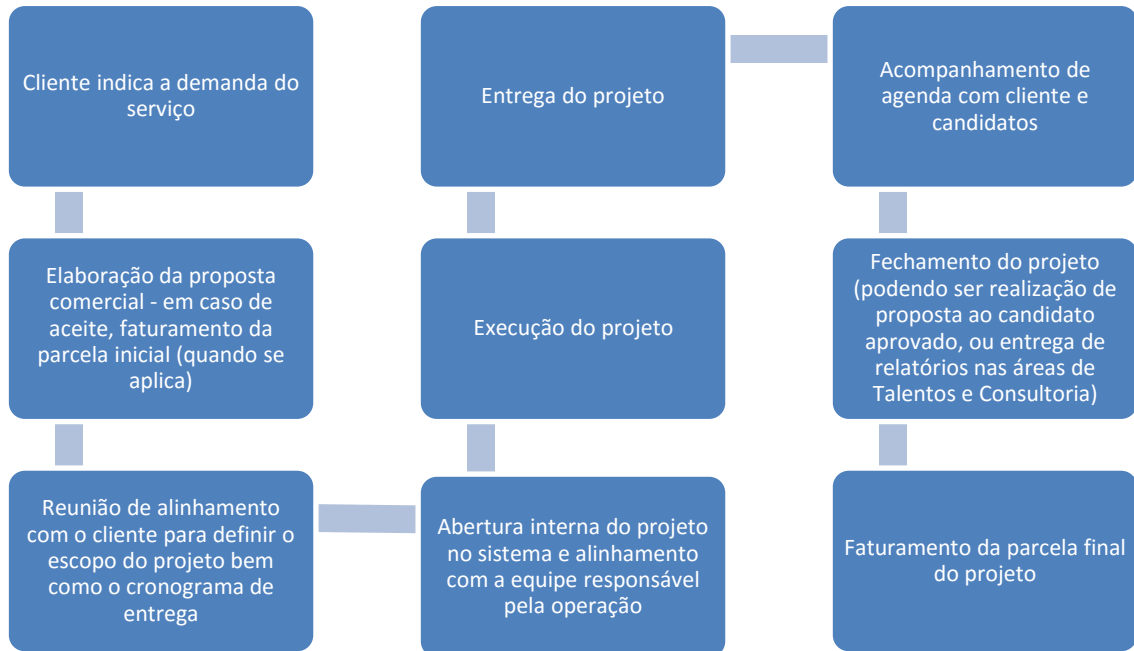 Cliente indica a demanda do
serviço
Elaboração da proposta
comercial - em caso de
aceite, faturamento da
parcela inicial (quando se
aplica)
Reunião de alinhamento
com o cliente para definir o
escopo do projeto bem
como o cronograma de
entrega
Abertura interna do projeto
no sistema e alinhamento
com a equipe responsável
pela operação
Execução do projeto
Entrega do projeto
Acompanhamento de
agenda com cliente e
candidatos
Fechamento do projeto
(podendo ser realização de
proposta ao candidato
aprovado, ou entrega de
relatórios nas áreas de
Talentos e Consultoria)
Faturamento da parcela final
do projeto